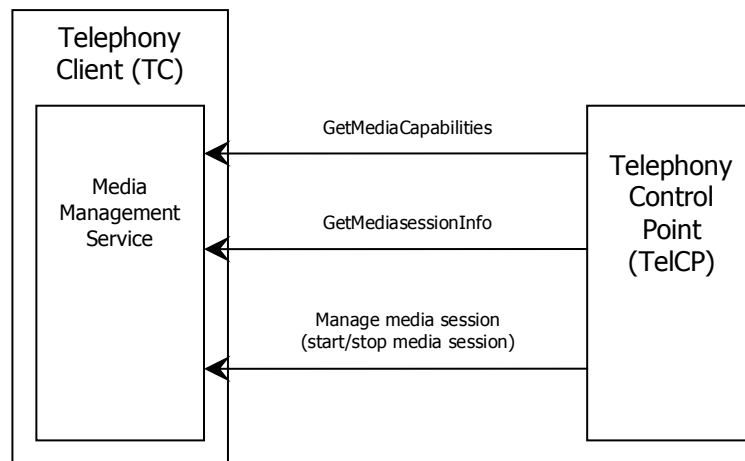 Telephony
Client (TC)
Media
Management
Service
GetMediaCapabilities
GetMediasessionInfo
Manage media session
(start/stop media session)
Telephony
Control
Point
(TelCP)